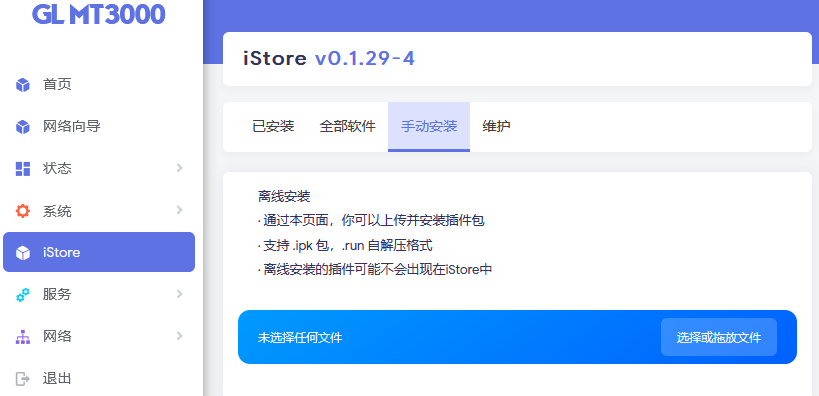 GL MT3000
首页
网络向导
状态
系统
iStore
服务
网络
退出
iStore v0.1.29-4
已安装 全部软件 手动安装 维护
离线安装
· 通过本页面，你可以上传并安装插件包
· 支持 .ipk 包，.run 自解压格式
· 离线安装的插件可能不会出现在iStore中
未选择任何文件 选择或拖放文件